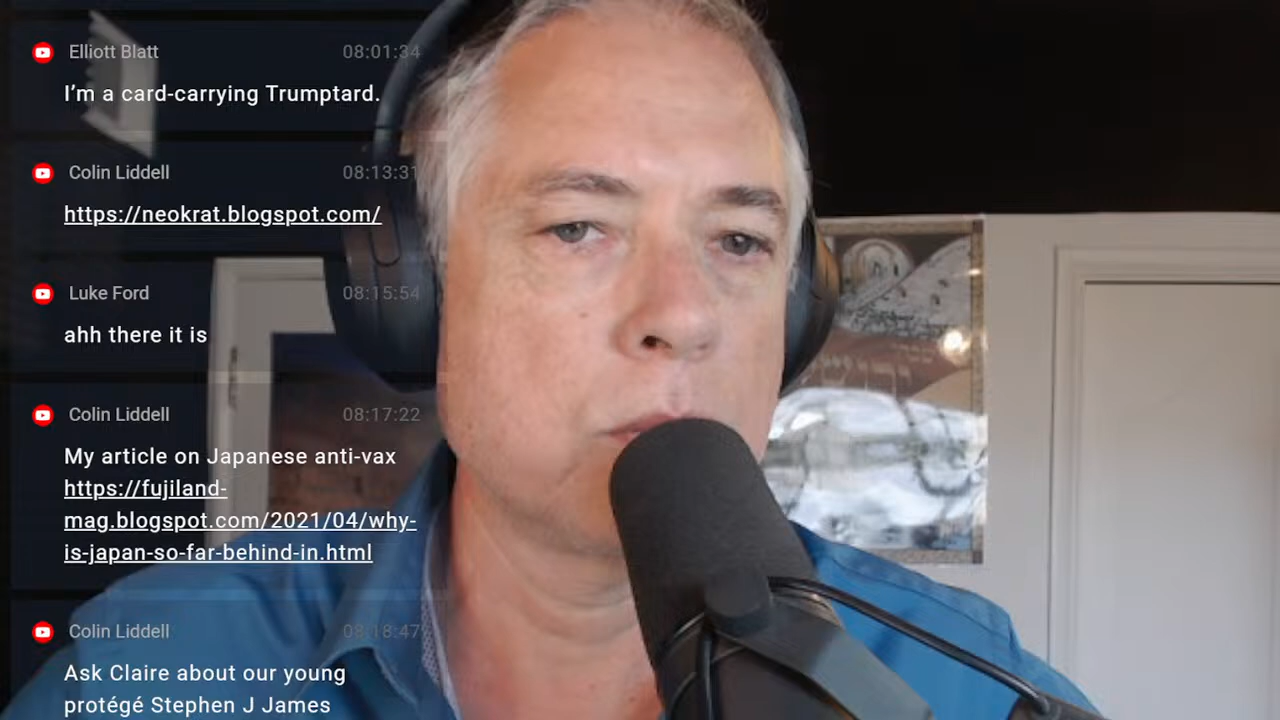 Elliott Blatt 08:01:34
I'm a card-carrying Trumptard.
Colin Liddell 08:13:31
https://neokrat.blogspot.com/
Luke Ford 08:15:54
ahh there it is
Colin Liddell 08:17:22
My article on Japanese anti-vax
https://fujiland-
mag.blogspot.com/2021/04/why-
is-japan-so-far-behind-in.html
Colin Liddell 08:18:47
Ask Claire about our young
protégé Stephen J James